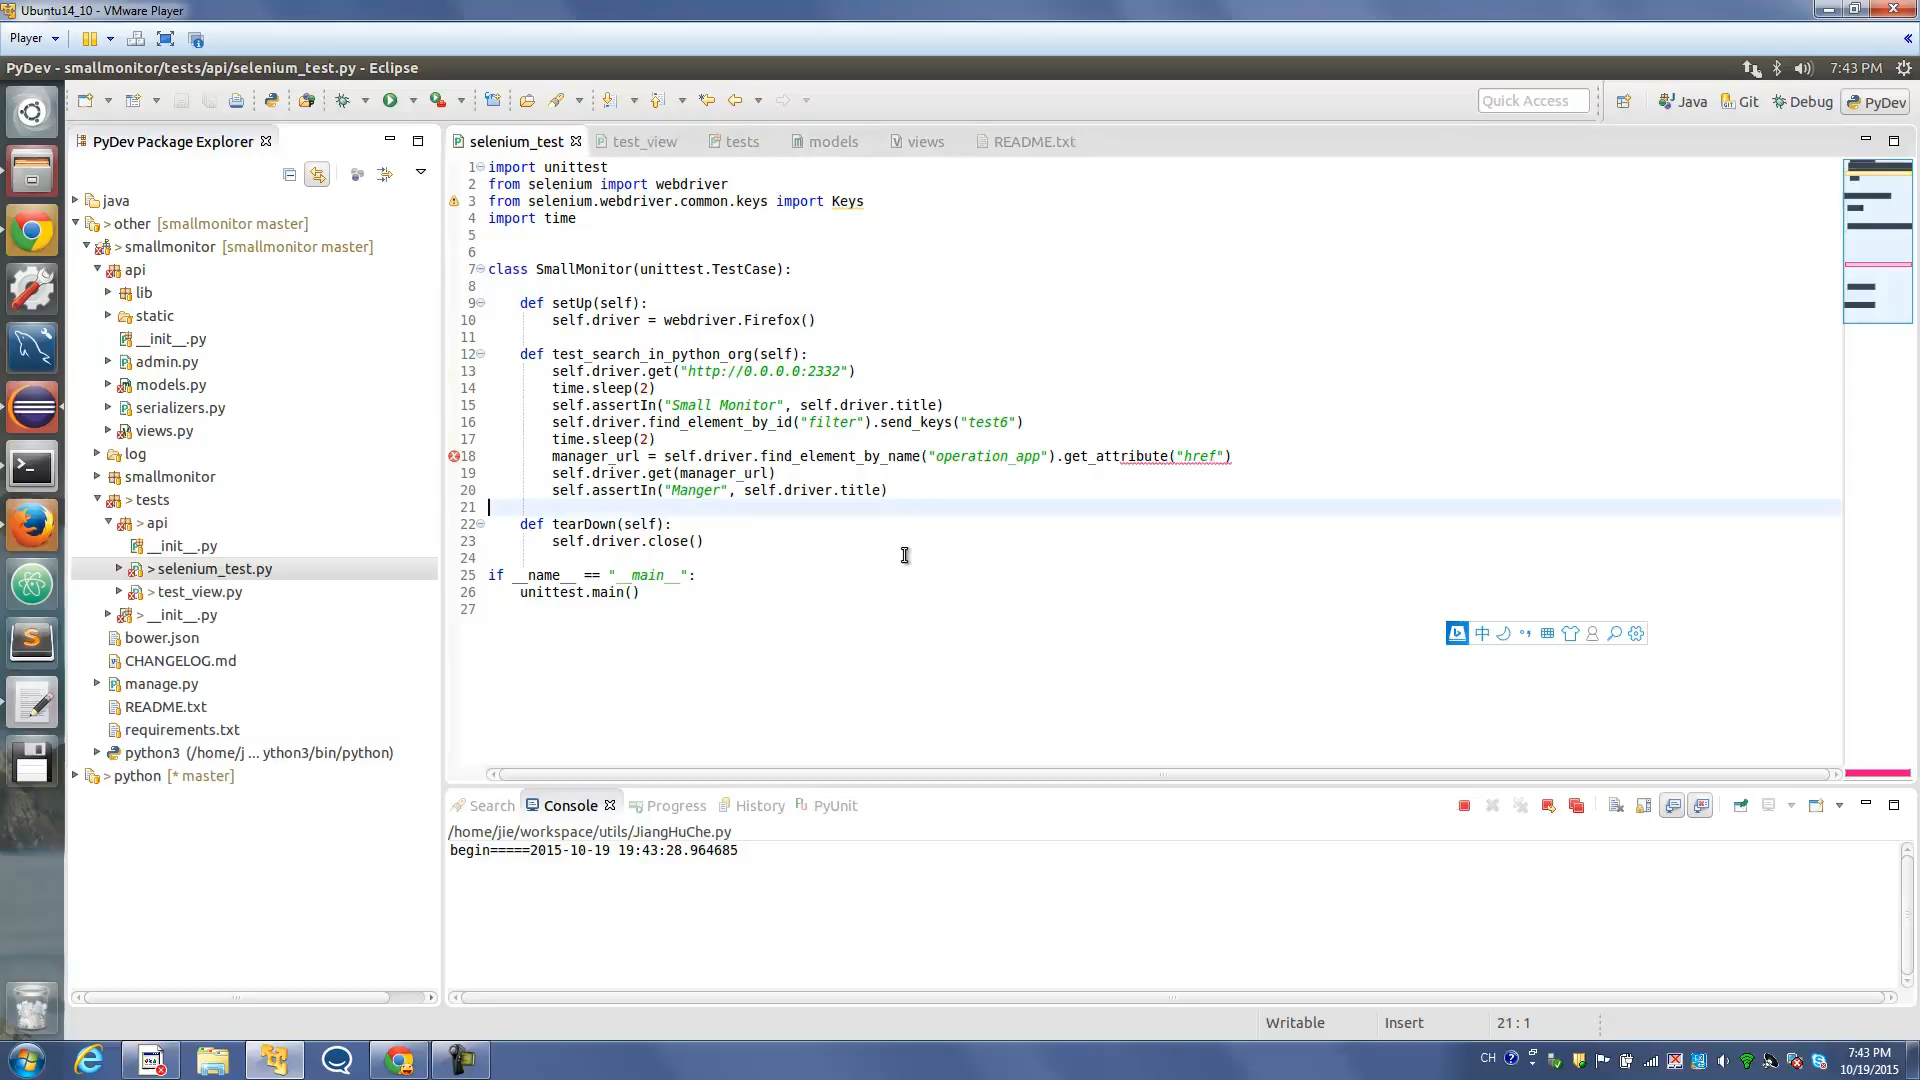 Ubuntu14_10 - VMware Player
Player
PyDev - smallmonitor/tests/api/selenium_test.py - Eclipse
7:43 PM
Quick Access
Java
Git
Debug
PyDev
PyDev Package Explorer
java
> other [smallmonitor master]
> smallmonitor [smallmonitor master]
api
lib
static
__init__.py
admin.py
models.py
serializers.py
views.py
log
smallmonitor
> tests
> api
__init__.py
> selenium_test.py
> test_view.py
> __init__.py
bower.json
CHANGELOG.md
manage.py
README.txt
requirements.txt
python3 (/home/j ... ython3/bin/python)
> python [* master]
selenium_test
test_view
tests
models
views
README.txt
1 import unittest
2 from selenium import webdriver
3 from selenium.webdriver.common.keys import Keys
4 import time
5
6
7 class SmallMonitor(unittest.TestCase):
8
9 def setUp(self):
10 self.driver = webdriver.Firefox()
11
12 def test_search_in_python_org(self):
13 self.driver.get("http://0.0.0.0:2332")
14 time.sleep(2)
15 self.assertIn("Small Monitor", self.driver.title)
16 self.driver.find_element_by_id("filter").send_keys("test6")
17 time.sleep(2)
18 manager_url = self.driver.find_element_by_name("operation_app").get_attribute("href")
19 self.driver.get(manager_url)
20 self.assertIn("Manger", self.driver.title)
21
22 def tearDown(self):
23 self.driver.close()
24
25 if __name__ == "__main__":
26 unittest.main()
27
中
Search
Console
Progress
History
PyUnit
/home/jie/workspace/utils/JiangHuChe.py
begin=====2015-10-19 19:43:28.964685
Writable
Insert
21 : 1
CH
7:43 PM
10/19/2015